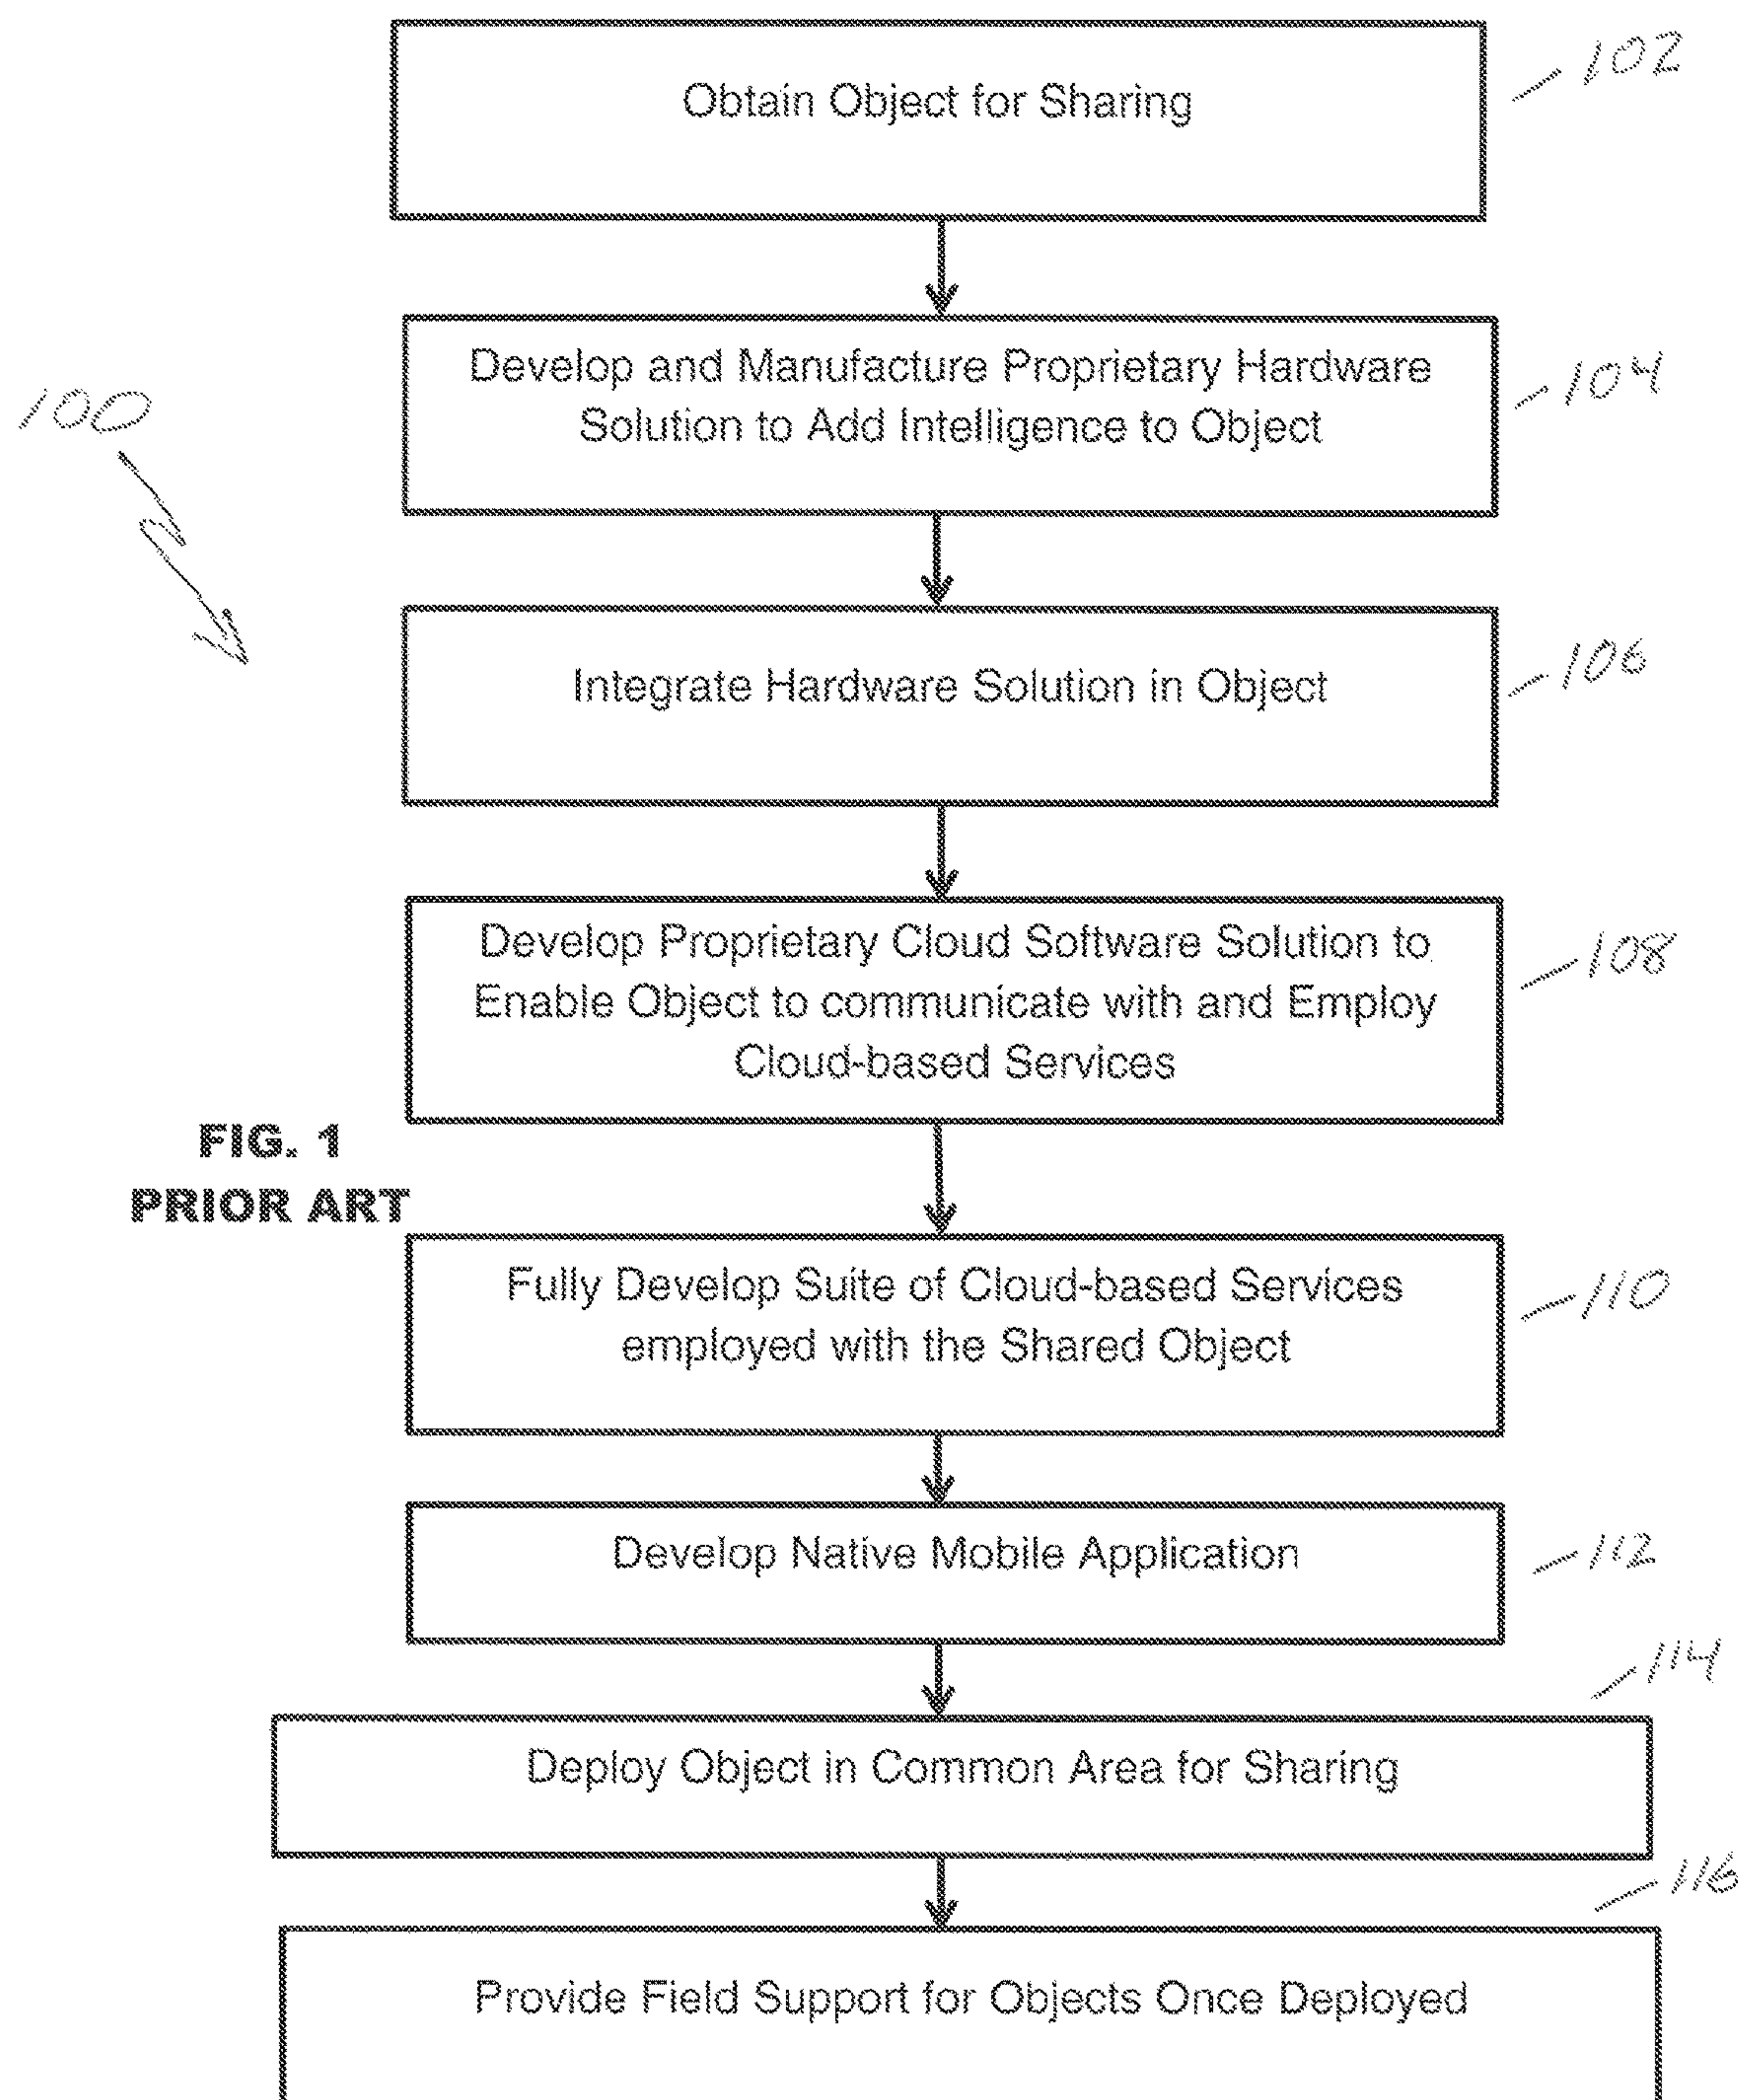 Obtain Object for Sharing
102
Develop and Manufacture Proprietary Hardware
Solution to Add Intelligence to Object
104
100
Integrate Hardware Solution in Object
106
Develop Proprietary Cloud Software Solution to
Enable Object to communicate with and Employ
Cloud-based Services
108
FIG. 1
PRIOR ART
Fully Develop Suite of Cloud-based Services
employed with the Shared Object
110
Develop Native Mobile Application
112
114
Deploy Object in Common Area for Sharing
116
Provide Field Support for Objects Once Deployed